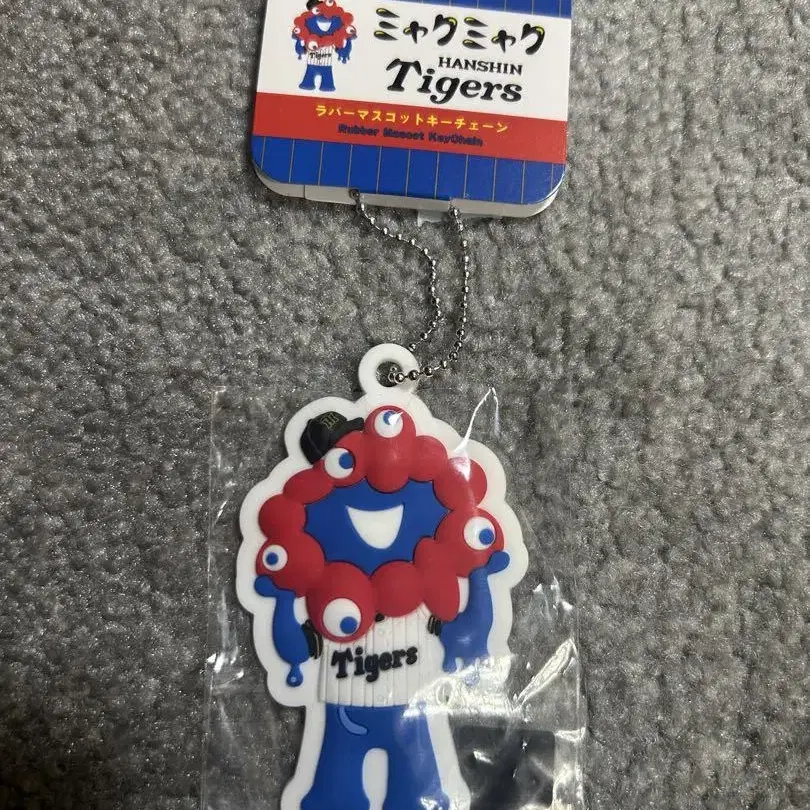 Tigers
ミャクミャク
HANSHIN
Tigers
ラバーマスコットキーチェーン
Rubber Mascot KeyChain
Tigers